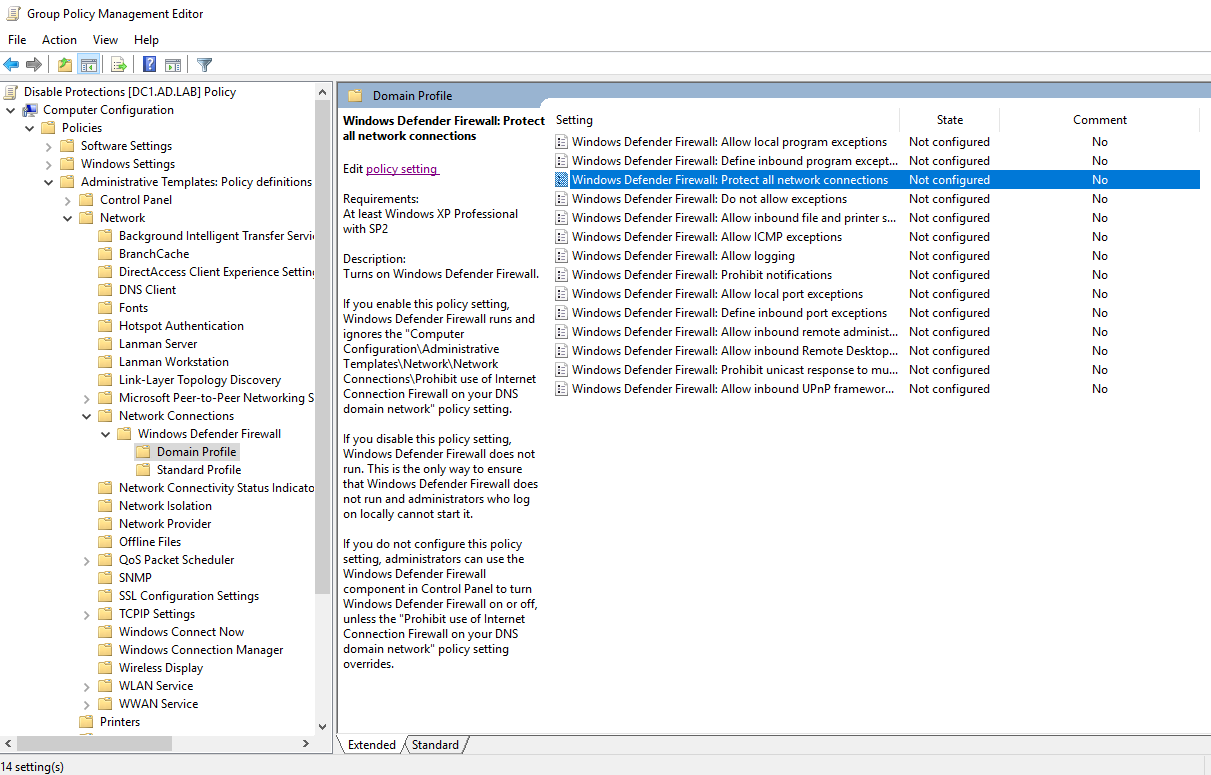 Group Policy Management Editor
File Action View Help
Disable Protections [DC1.AD.LAB] Policy
Computer Configuration
Policies
Software Settings
Windows Settings
Administrative Templates: Policy definitions
Control Panel
Network
Background Intelligent Transfer Servi
BranchCache
DirectAccess Client Experience Setting
DNS Client
Fonts
Hotspot Authentication
Lanman Server
Lanman Workstation
Link-Layer Topology Discovery
Microsoft Peer-to-Peer Networking S
Network Connections
Windows Defender Firewall
Domain Profile
Standard Profile
Network Connectivity Status Indicato
Network Isolation
Network Provider
Offline Files
QoS Packet Scheduler
SNMP
SSL Configuration Settings
TCPIP Settings
Windows Connect Now
Windows Connection Manager
Wireless Display
WLAN Service
WWAN Service
Printers
Domain Profile
Windows Defender Firewall: Protect
all network connections
Edit policy setting
Requirements:
At least Windows XP Professional
with SP2
Description:
Turns on Windows Defender Firewall.
If you enable this policy setting,
Windows Defender Firewall runs and
ignores the "Computer
Configuration\Administrative
Templates\Network\Network
Connections\Prohibit use of Internet
Connection Firewall on your DNS
domain network" policy setting.
If you disable this policy setting,
Windows Defender Firewall does not
run. This is the only way to ensure
that Windows Defender Firewall does
not run and administrators who log
on locally cannot start it.
If you do not configure this policy
setting, administrators can use the
Windows Defender Firewall
component in Control Panel to turn
Windows Defender Firewall on or off,
unless the "Prohibit use of Internet
Connection Firewall on your DNS
domain network" policy setting
overrides.
Setting State Comment
Windows Defender Firewall: Allow local program exceptions Not configured No
Windows Defender Firewall: Define inbound program except... Not configured No
Windows Defender Firewall: Protect all network connections Not configured No
Windows Defender Firewall: Do not allow exceptions Not configured No
Windows Defender Firewall: Allow inbound file and printer s... Not configured No
Windows Defender Firewall: Allow ICMP exceptions Not configured No
Windows Defender Firewall: Allow logging Not configured No
Windows Defender Firewall: Prohibit notifications Not configured No
Windows Defender Firewall: Allow local port exceptions Not configured No
Windows Defender Firewall: Define inbound port exceptions Not configured No
Windows Defender Firewall: Allow inbound remote administ... Not configured No
Windows Defender Firewall: Allow inbound Remote Desktop... Not configured No
Windows Defender Firewall: Prohibit unicast response to mu... Not configured No
Windows Defender Firewall: Allow inbound UPnP framewor... Not configured No
Extended Standard
14 setting(s)